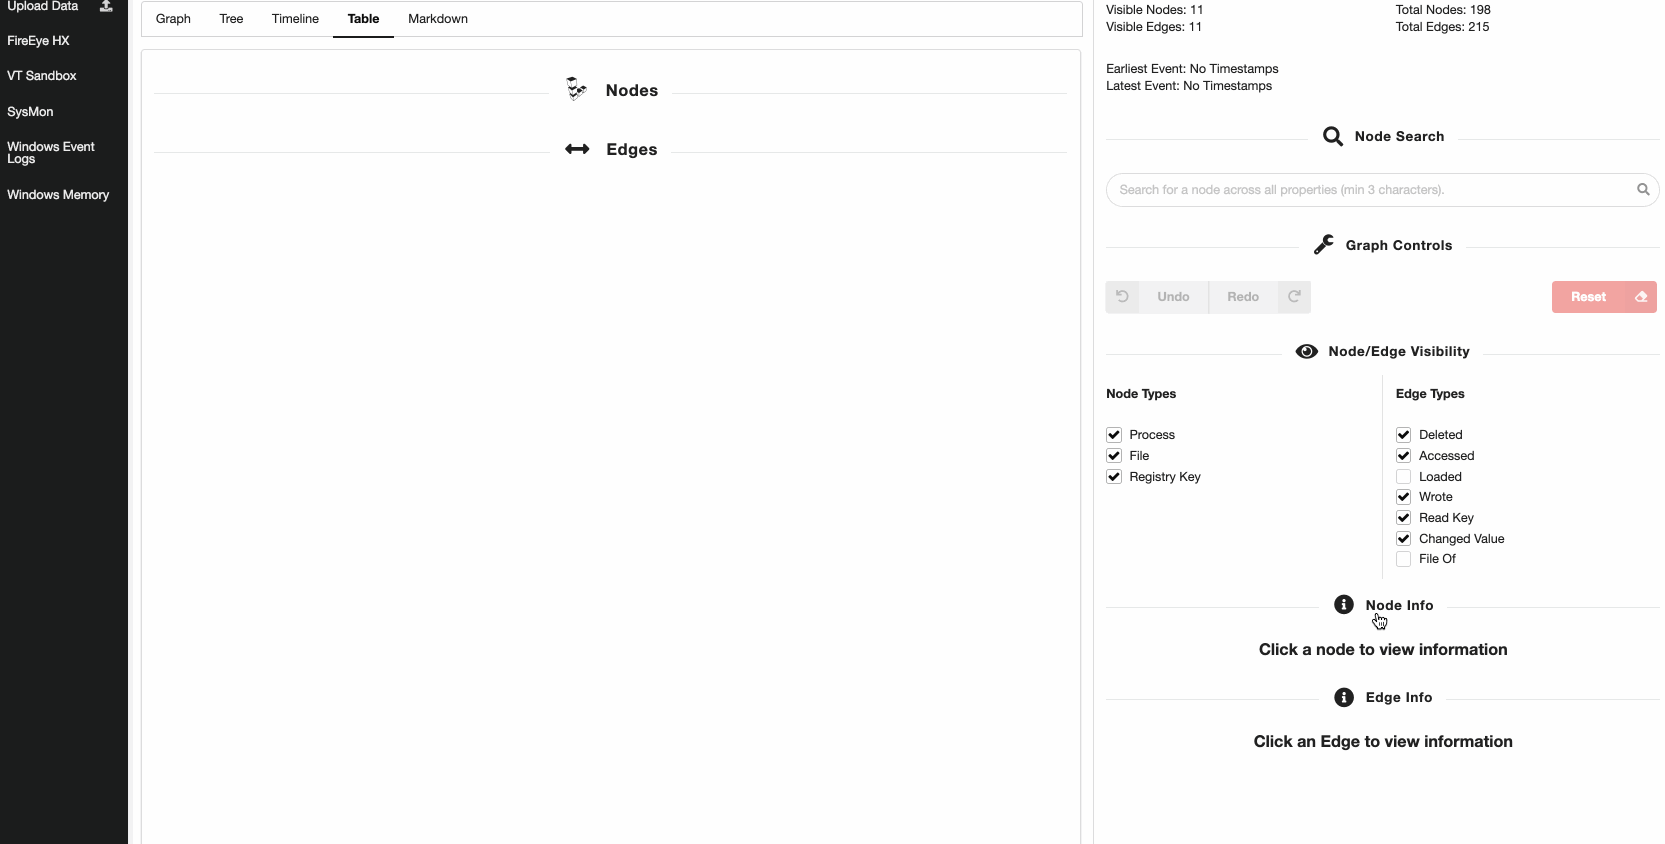 Upload Data
FireEye HX
VT Sandbox
SysMon
Windows Event
Logs
Windows Memory
Graph Tree Timeline Table Markdown
Nodes
Edges
Visible Nodes: 11 Total Nodes: 198
Visible Edges: 11 Total Edges: 215
Earliest Event: No Timestamps
Latest Event: No Timestamps
Node Search
Search for a node across all properties (min 3 characters).
Graph Controls
Undo Redo Reset
Node/Edge Visibility
Node Types
Process
File
Registry Key
Edge Types
Deleted
Accessed
Loaded
Wrote
Read Key
Changed Value
File Of
Node Info
Click a node to view information
Edge Info
Click an Edge to view information